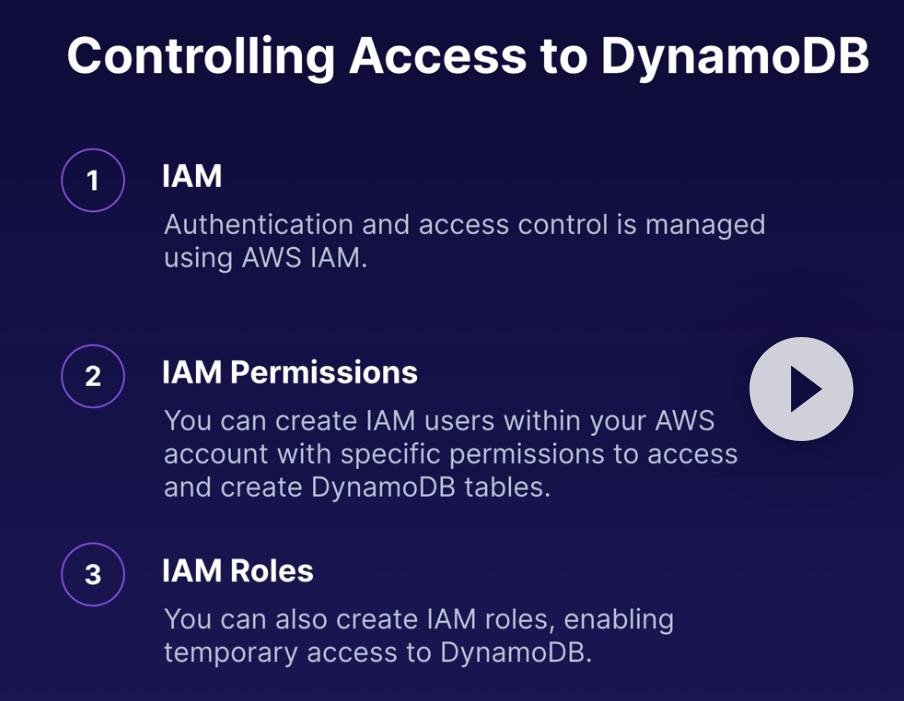 Controlling Access to DynamoDB
1
IAM
Authentication and access control is managed
using AWS IAM.
2
IAM Permissions
You can create IAM users within your AWS
account with specific permissions to access
and create DynamoDB tables.
3
IAM Roles
You can also create IAM roles, enabling
temporary access to DynamoDB.